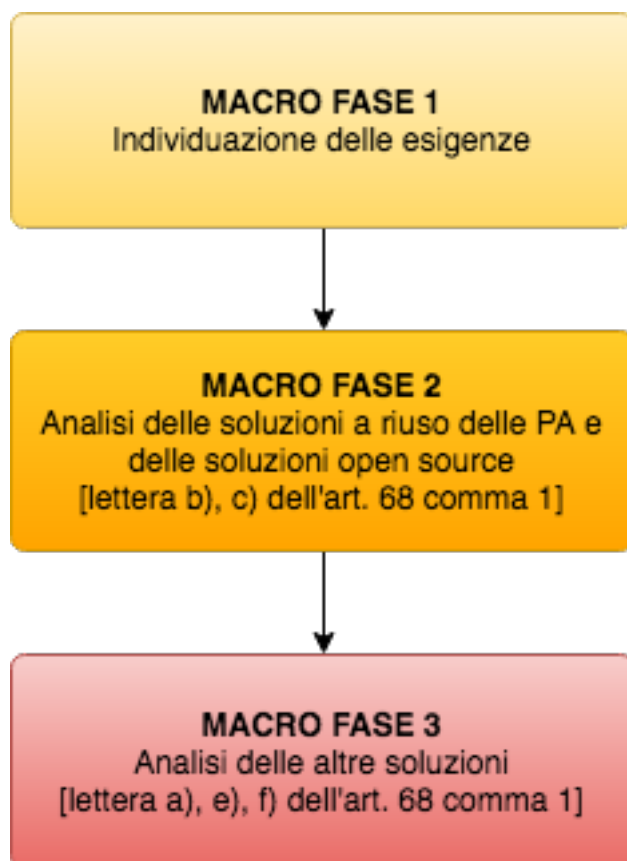 MACRO FASE 1
Individuazione delle esigenze
MACRO FASE 2
Analisi delle soluzioni a riuso delle PA e
delle soluzioni open source
[lettera b), c) dell'art. 68 comma 1]
MACRO FASE 3
Analisi delle altre soluzioni
[lettera a), e), f) dell'art. 68 comma 1]